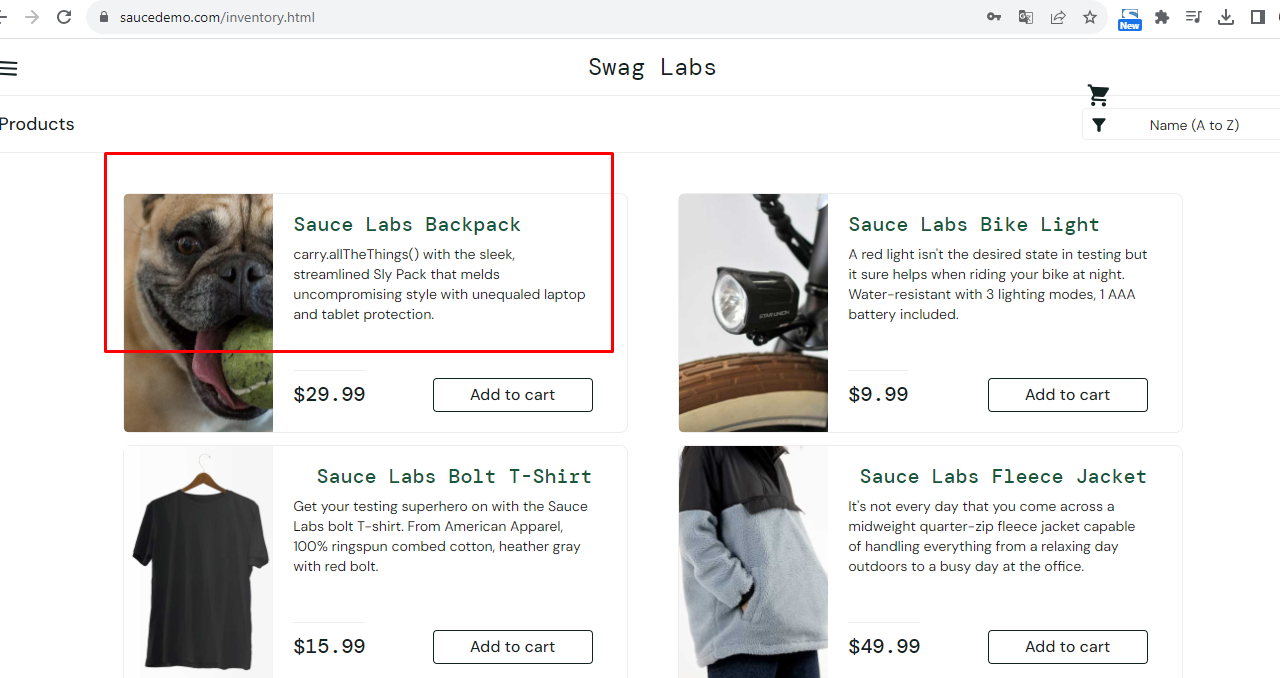 saucedemo.com/inventory.html
New
Swag Labs
Products
Name (A to Z)
Sauce Labs Backpack
carry.allTheThings() with the sleek,
streamlined Sly Pack that melds
uncompromising style with unequaled laptop
and tablet protection.
$29.99
Add to cart
Sauce Labs Bike Light
A red light isn't the desired state in testing but
it sure helps when riding your bike at night.
Water-resistant with 3 lighting modes, 1 AAA
battery included.
STAR UNION
$9.99
Add to cart
Sauce Labs Bolt T-Shirt
Get your testing superhero on with the Sauce
Labs bolt T-shirt. From American Apparel,
100% ringspun combed cotton, heather gray
with red bolt.
$15.99
Add to cart
Sauce Labs Fleece Jacket
It's not every day that you come across a
midweight quarter-zip fleece jacket capable
of handling everything from a relaxing day
outdoors to a busy day at the office.
$49.99
Add to cart